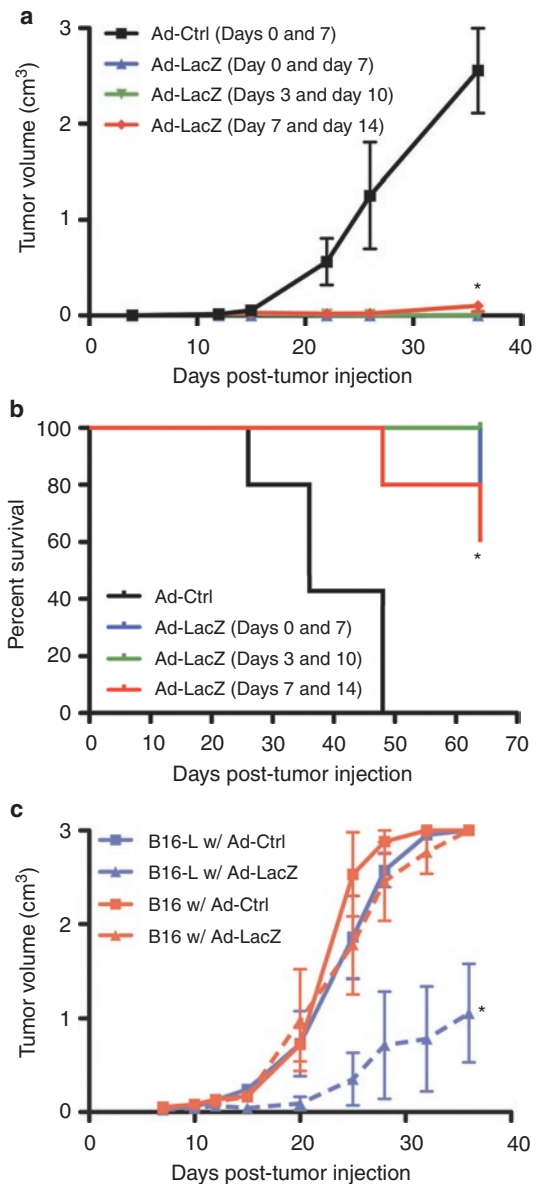 a
Tumor volume (cm³)
3
2
1
0
Ad-Ctrl (Days 0 and 7)
Ad-LacZ (Day 0 and day 7)
Ad-LacZ (Days 3 and day 10)
Ad-LacZ (Day 7 and day 14)
*
0 10 20 30 40
Days post-tumor injection
b
Percent survival
100
80
60
40
20
0
Ad-Ctrl
Ad-LacZ (Days 0 and 7)
Ad-LacZ (Days 3 and 10)
Ad-LacZ (Days 7 and 14)
*
0 10 20 30 40 50 60 70
Days post-tumor injection
c
Tumor volume (cm³)
3
2
1
0
B16-L w/ Ad-Ctrl
B16-L w/ Ad-LacZ
B16 w/ Ad-Ctrl
B16 w/ Ad-LacZ
*
0 10 20 30 40
Days post-tumor injection